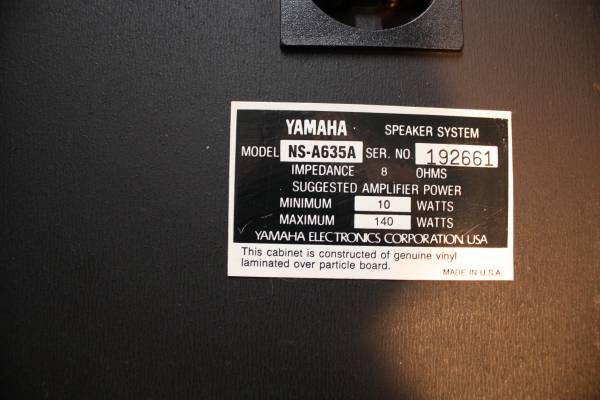 YAMAHA SPEAKER SYSTEM
MODEL NS-A635A SER. NO. 192661
IMPEDANCE 8 OHMS
SUGGESTED AMPLIFIER POWER
MINIMUM 10 WATTS
MAXIMUM 140 WATTS
YAMAHA ELECTRONICS CORPORATION, USA
This cabinet is constructed of genuine vinyl
laminated over particle board.
MADE IN U.S.A.